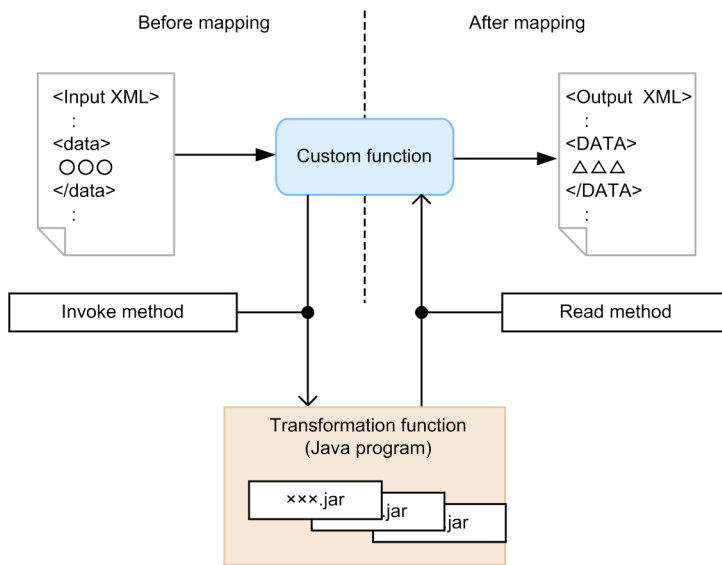 Before mapping
After mapping
<Input XML>
:
<data>
○○○
</data>
:
Custom function
<Output XML>
:
<DATA>
△△△
</DATA>
:
Invoke method
Read method
Transformation function
(Java program)
×××.jar
.jar
.jar